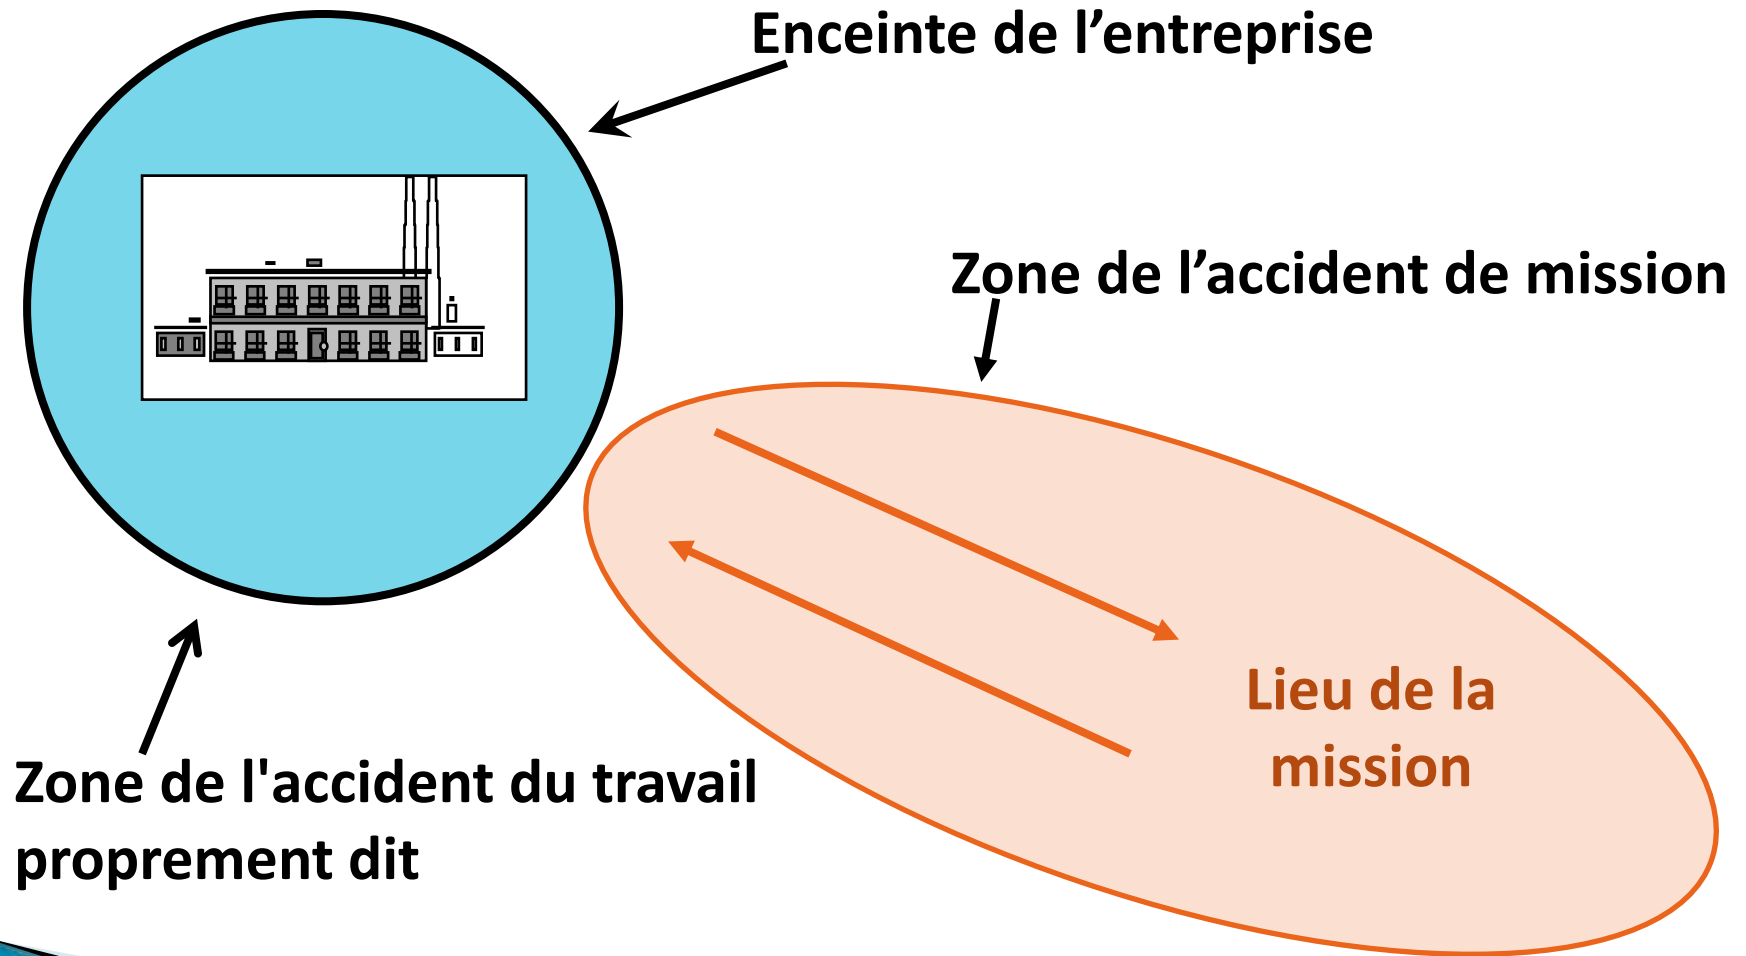 Enceinte de l’entreprise
Zone de l’accident de mission
Lieu de la
mission
Zone de l'accident du travail
proprement dit